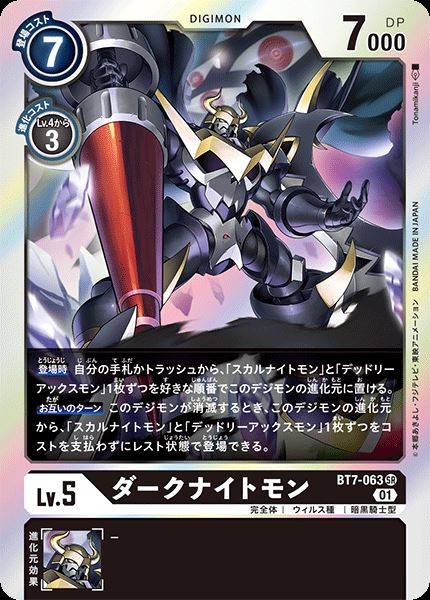 登場コスト
7
DIGIMON
DP
7000
進化コスト
Lv.4から
3
Tonamikanji
BANDAI MADE IN JAPAN
©本郷あきよし・フジテレビ・東映アニメーション
登場時 自分の手札かトラッシュから、「スカルナイトモン」と「デッドリー
アックスモン」1枚ずつを好きな順番でこのデジモンの進化元に置ける。
お互いのターン このデジモンが消滅するとき、このデジモンの進化元
から、「スカルナイトモン」と「デッドリーアックスモン」1枚ずつをコ
ストを支払わずにレスト状態で登場できる。
Lv.5
ダークナイトモン
BT7-063 SR
01
完全体 | ウィルス種 | 暗黒騎士型
進化元効果
–